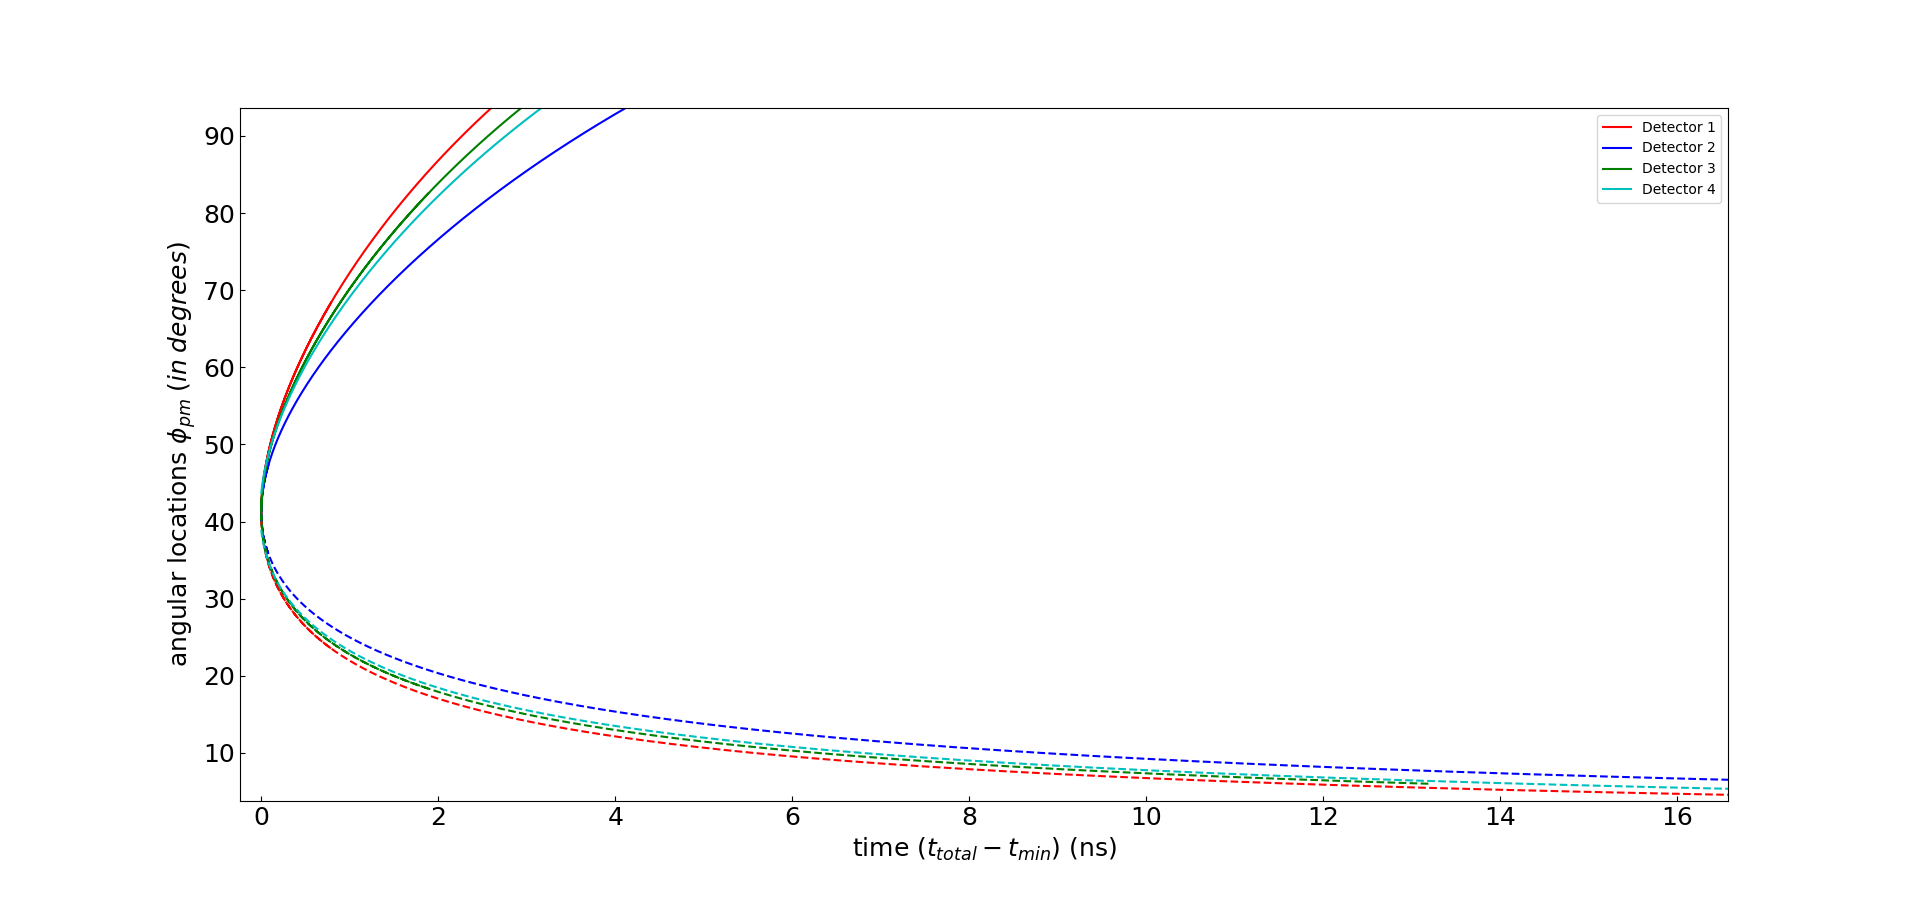 90
80
70
60
50
40
30
20
10
angular locations ϕ_pm (in degrees)
0 2 4 6 8 10 12 14 16
time (t_total − t_min) (ns)
Detector 1
Detector 2
Detector 3
Detector 4